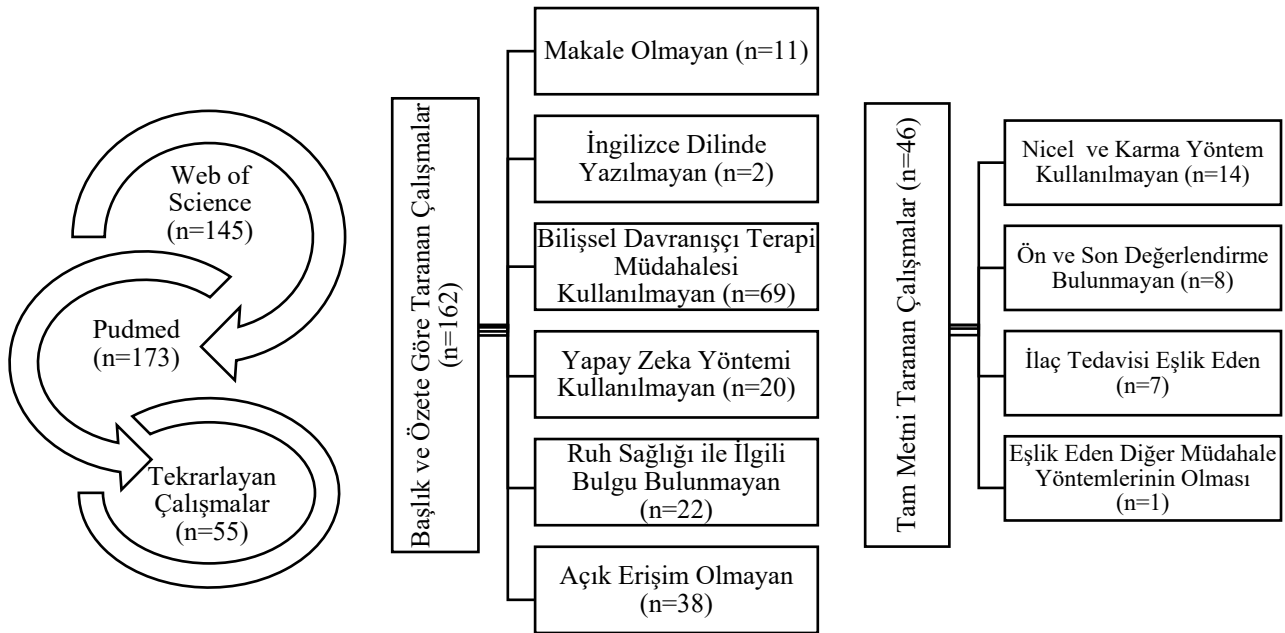 Web of
Science
(n=145)
Pudmed
(n=173)
Tekrarlayan
Çalışmalar
(n=55)
Başlık ve Özete Göre Taranan Çalışmalar
(n=162)
Makale Olmayan (n=11)
İngilizce Dilinde
Yazılmayan (n=2)
Bilişsel Davranışçı Terapi
Müdahalesi
Kullanılmayan (n=69)
Yapay Zeka Yöntemi
Kullanılmayan (n=20)
Ruh Sağlığı ile İlgili
Bulgu Bulunmayan
(n=22)
Açık Erişim Olmayan
(n=38)
Tam Metni Taranan Çalışmalar (n=46)
Nicel ve Karma Yöntem
Kullanılmayan (n=14)
Ön ve Son Değerlendirme
Bulunmayan (n=8)
İlaç Tedavisi Eşlik Eden
(n=7)
Eşlik Eden Diğer Müdahale
Yöntemlerinin Olması
(n=1)